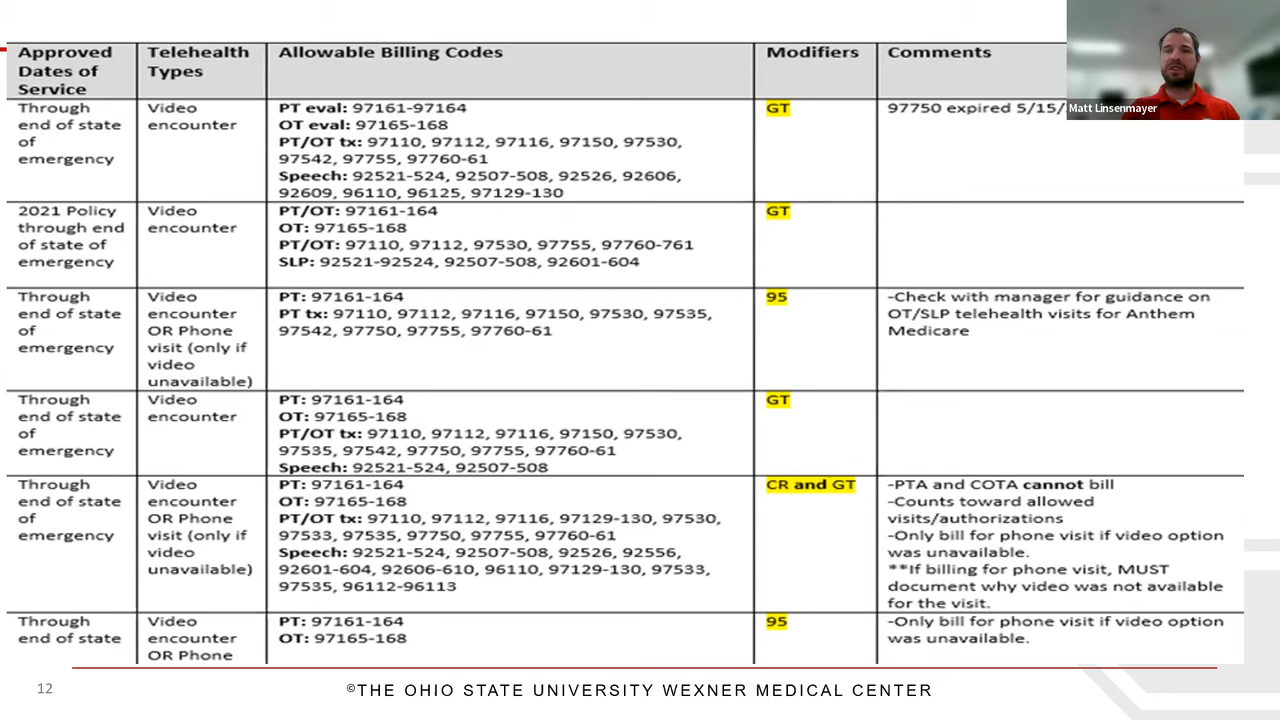 Approved
Dates of
Service
Telehealth
Types
Allowable Billing Codes
Modifiers
Comments
Through
end of state
of
emergency
Video
encounter
PT eval: 97161-97164
OT eval: 97165-168
PT/OT tx: 97110, 97112, 97116, 97150, 97530,
97542, 97755, 97760-61
Speech: 92521-524, 92507-508, 92526, 92606,
92609, 96110, 96125, 97129-130
GT
97750 expired 5/15/
2021 Policy
through end
of state of
emergency
Video
encounter
PT/OT: 97161-164
OT: 97165-168
PT/OT: 97110, 97112, 97530, 97755, 97760-761
SLP: 92521-92524, 92507-508, 92601-604
GT
Through
end of state
of
emergency
Video
encounter
OR Phone
visit (only if
video
unavailable)
PT: 97161-164
PT tx: 97110, 97112, 97116, 97150, 97530, 97535,
97542, 97750, 97755, 97760-61
95
-Check with manager for guidance on
OT/SLP telehealth visits for Anthem
Medicare
Through
end of state
of
emergency
Video
encounter
PT: 97161-164
OT: 97165-168
PT/OT tx: 97110, 97112, 97116, 97150, 97530,
97535, 97542, 97750, 97755, 97760-61
Speech: 92521-524, 92507-508
GT
Through
end of state
of
emergency
Video
encounter
OR Phone
visit (only if
video
unavailable)
PT: 97161-164
OT: 97165-168
PT/OT tx: 97110, 97112, 97116, 97129-130, 97530,
97533, 97535, 97750, 97755, 97760-61
Speech: 92521-524, 92507-508, 92526, 92556,
92601-604, 92606-610, 96110, 97129-130, 97533,
97535, 96112-96113
CR and GT
-PTA and COTA cannot bill
-Counts toward allowed
visits/authorizations
-Only bill for phone visit if video option
was unavailable.
**If billing for phone visit, MUST
document why video was not available
for the visit.
Through
end of state
Video
encounter
OR Phone
PT: 97161-164
OT: 97165-168
95
-Only bill for phone visit if video option
was unavailable.
Matt Linsenmayer
12
©THE OHIO STATE UNIVERSITY WEXNER MEDICAL CENTER